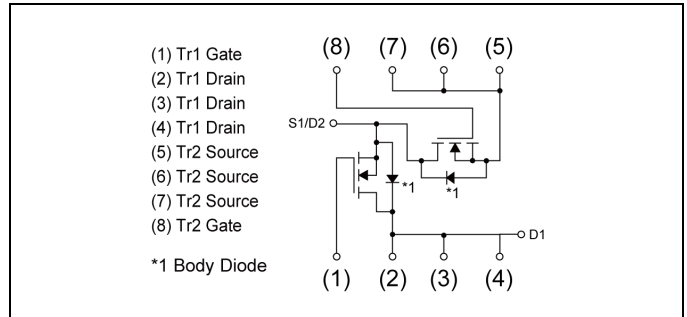 (1) Tr1 Gate
(2) Tr1 Drain
(3) Tr1 Drain
(4) Tr1 Drain
(5) Tr2 Source
(6) Tr2 Source
(7) Tr2 Source
(8) Tr2 Gate
*1 Body Diode
(8) (7) (6) (5)
S1/D2
*1
*1
D1
(1) (2) (3) (4)